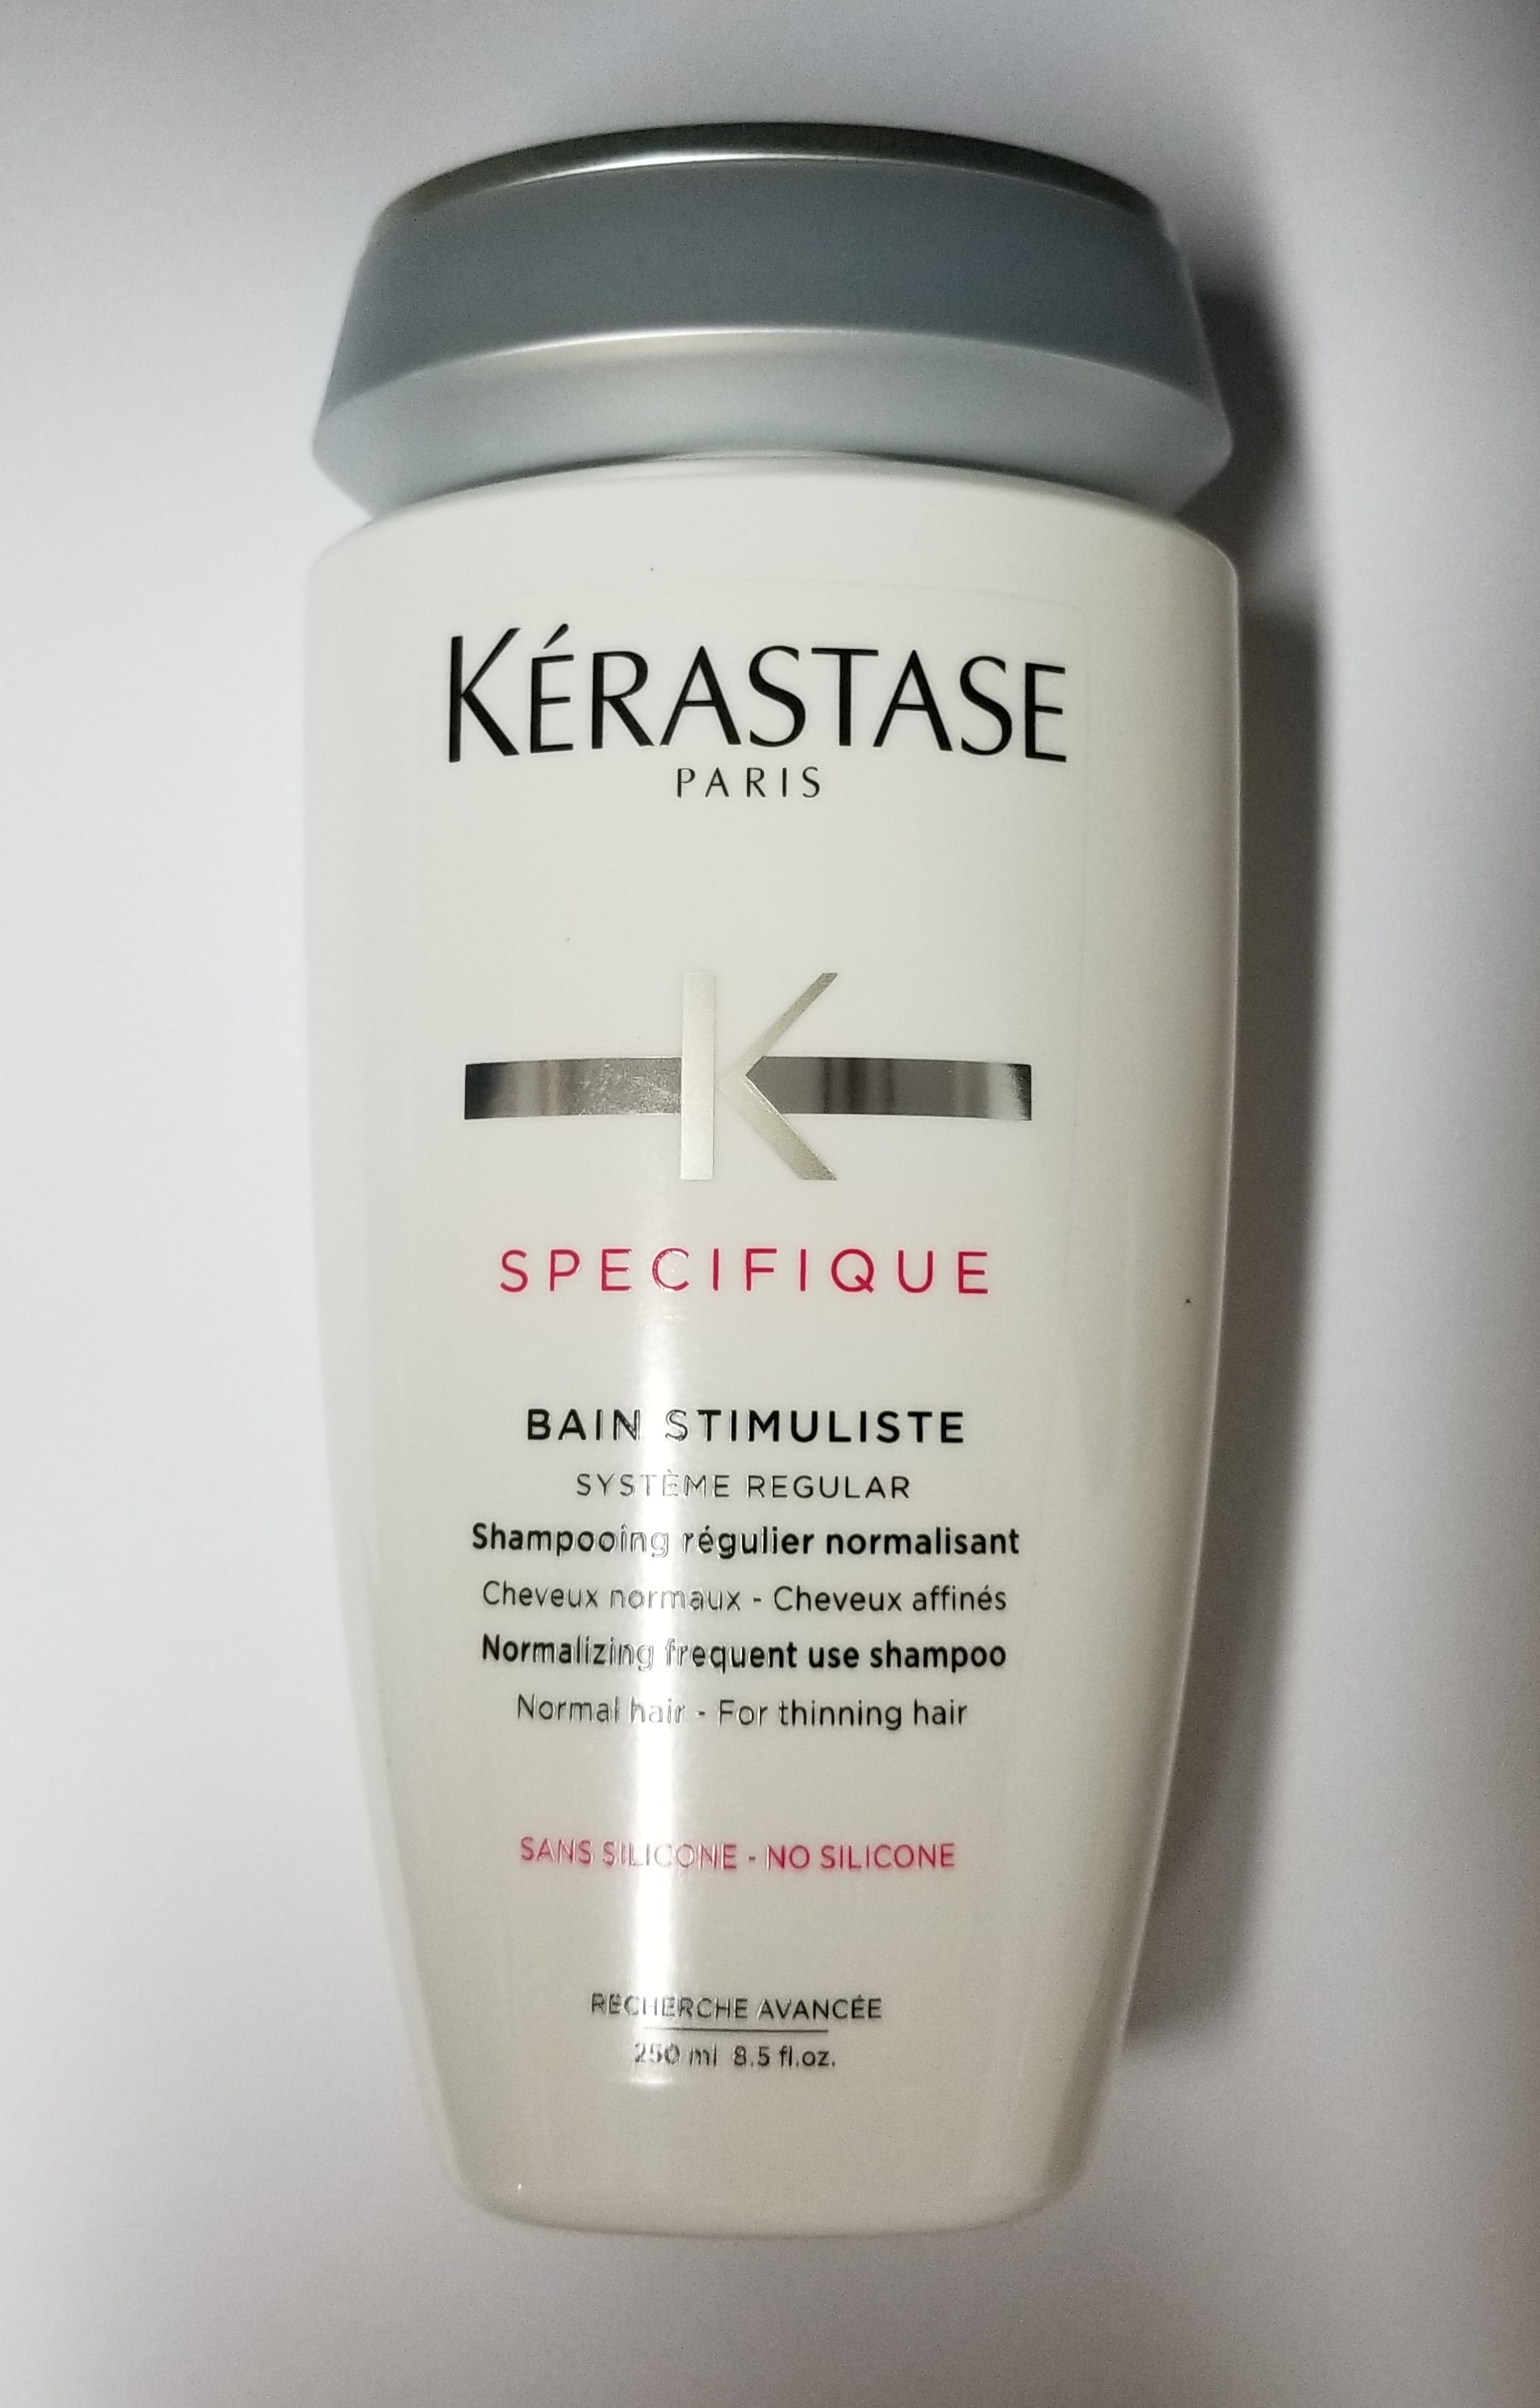 KÉRASTASE
PARIS
K
SPECIFIQUE
BAIN STIMULISTE
SYSTÈME REGULAR
Shampooing régulier normalisant
Cheveux normaux - Cheveux affinés
Normalizing frequent use shampoo
Normal hair - For thinning hair
SANS SILICONE - NO SILICONE
RECHERCHE AVANCÉE
250 ml 8.5 fl.oz.